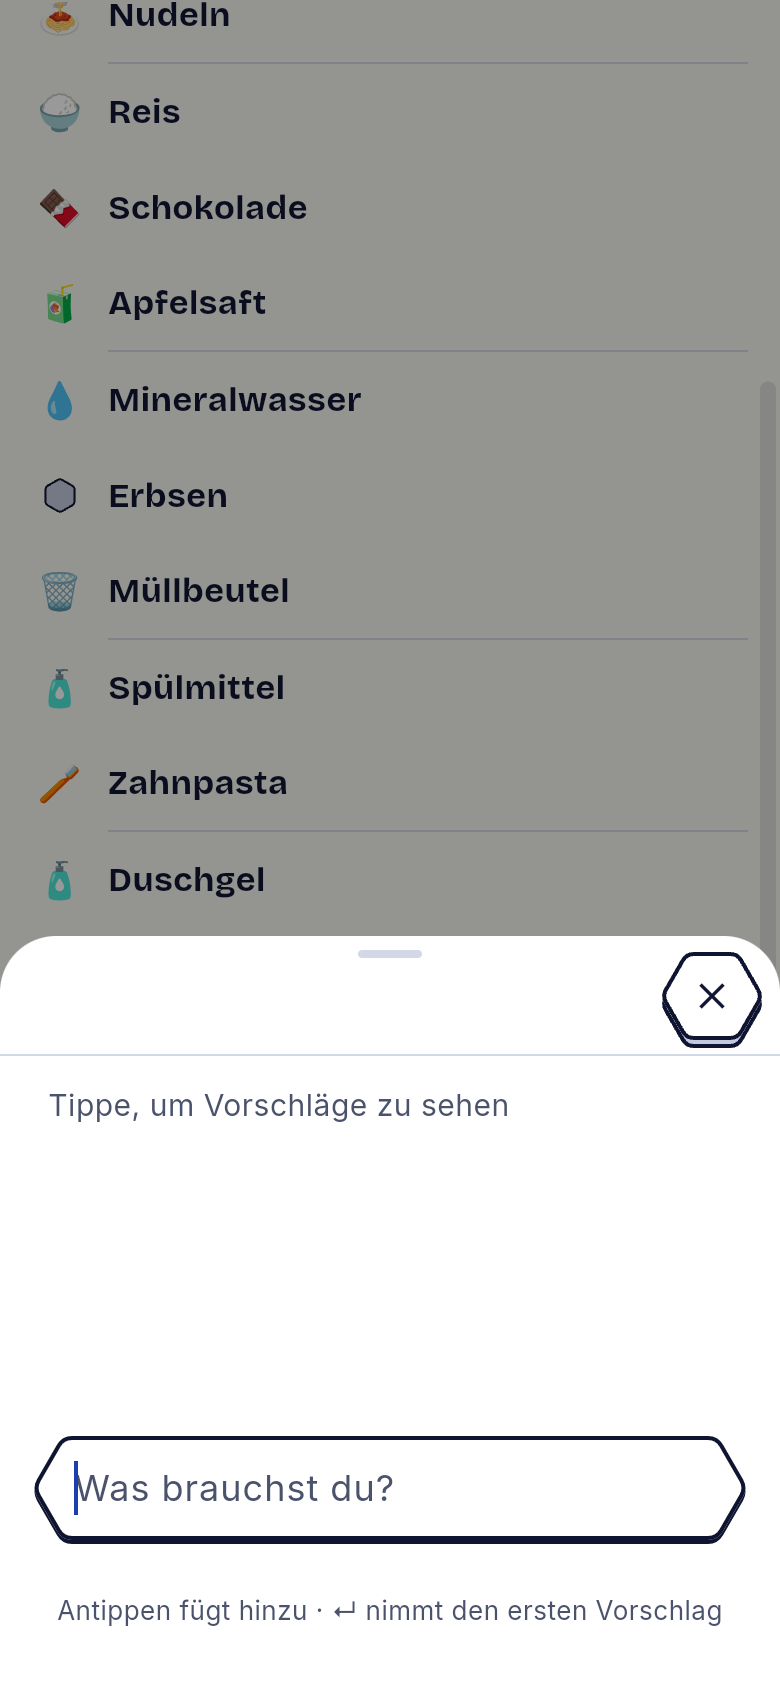 Nudeln
Reis
Schokolade
Apfelsaft
Mineralwasser
Erbsen
Müllbeutel
Spülmittel
Zahnpasta
Duschgel
Tippe, um Vorschläge zu sehen
Was brauchst du?
Antippen fügt hinzu · ↵ nimmt den ersten Vorschlag